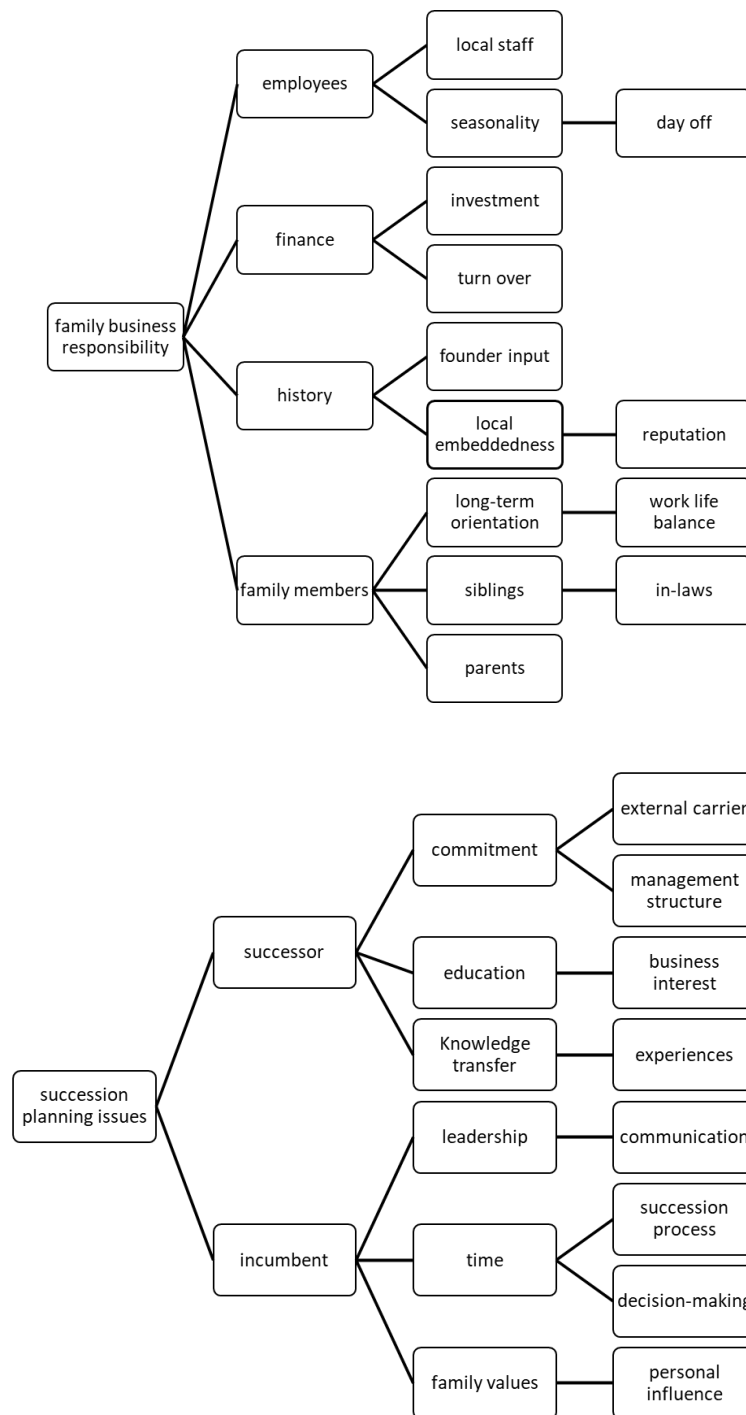 local staff
employees
seasonality
day off
investment
finance
turn over
family business
responsibility
founder input
history
local
embeddedness
reputation
long-term
orientation
work life
balance
family members
siblings
in-laws
parents
external carrier
commitment
management
structure
successor
education
business
interest
Knowledge
transfer
experiences
succession
planning issues
leadership
communication
succession
process
incumbent
time
decision-making
family values
personal
influence